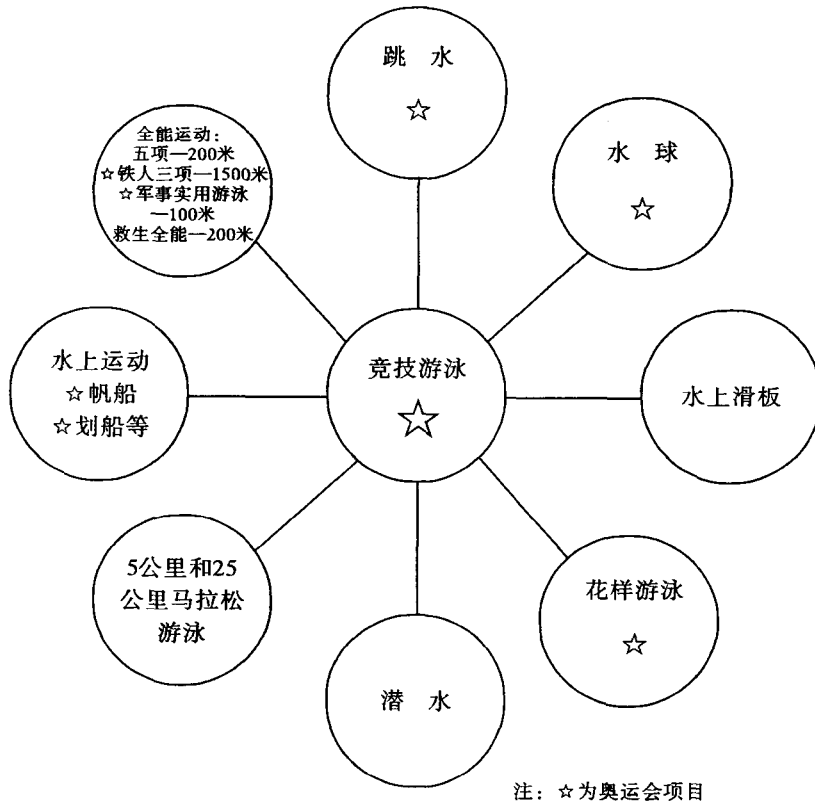 跳 水
☆
全能运动：
五项—200米
☆铁人三项—1500米
☆军事实用游泳
—100米
救生全能—200米
水 球
☆
水上运动
☆帆船
☆划船等
竞技游泳
☆
水上滑板
5公里和25
公里马拉松
游泳
花样游泳
☆
潜 水
注：☆为奥运会项目